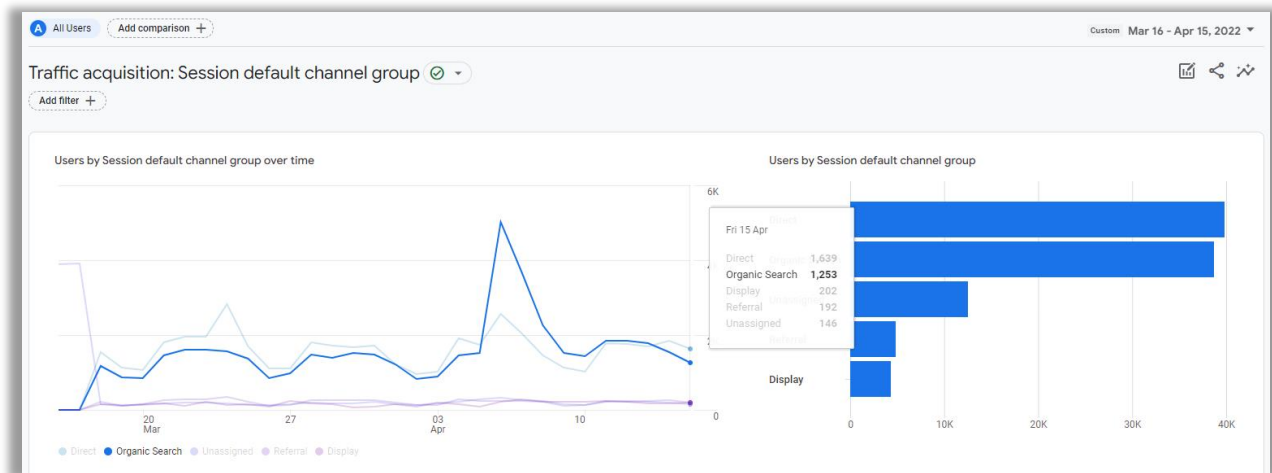 A All Users Add comparison +
Custom Mar 16 - Apr 15, 2022
Traffic acquisition: Session default channel group
Add filter +
Users by Session default channel group over time
Users by Session default channel group
6K
0
20
Mar
27
03
Apr
10
Direct Organic Search Unassigned Referral Display
Fri 15 Apr
Direct 1,639
Organic Search 1,253
Display 202
Referral 192
Unassigned 146
Display
0 10K 20K 30K 40K